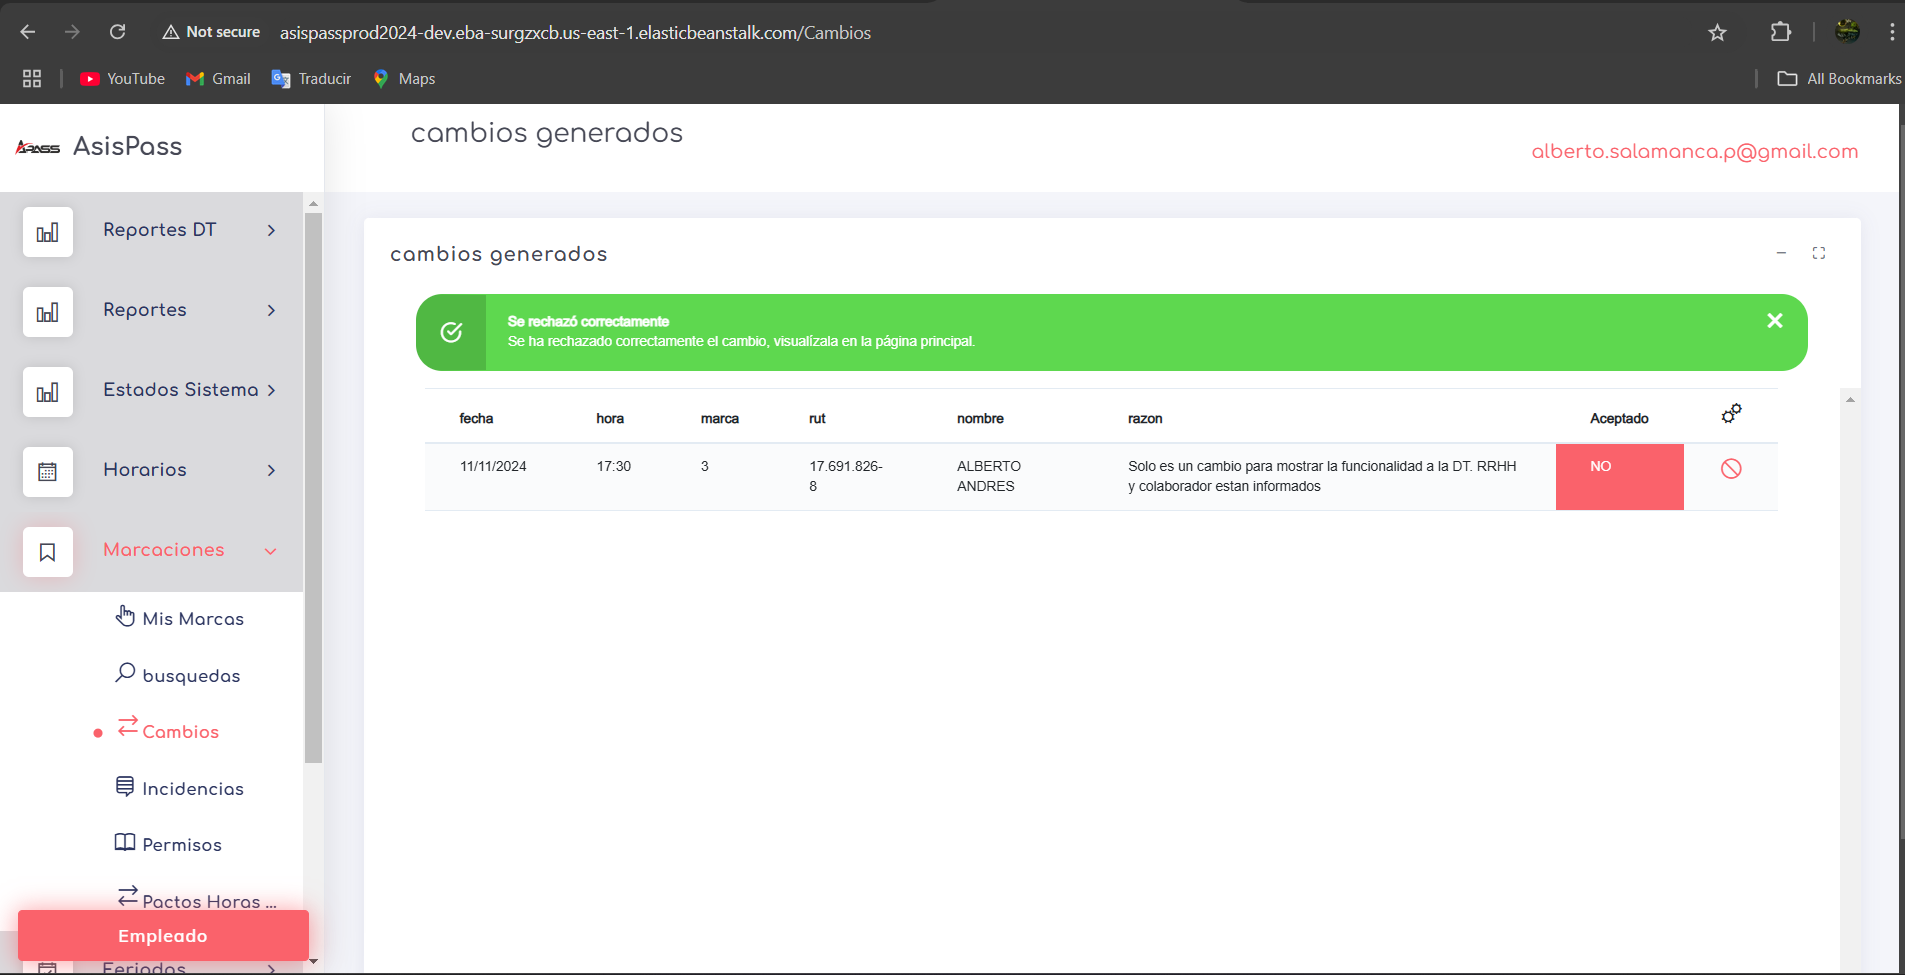 Not secure asispassprod2024-dev.eba-surgzxcb.us-east-1.elasticbeanstalk.com/Cambios
YouTube Gmail Traducir Maps All Bookmarks
APASS AsisPass
cambios generados
alberto.salamanca.p@gmail.com
Reportes DT
Reportes
Estados Sistema
Horarios
Marcaciones
Mis Marcas
busquedas
Cambios
Incidencias
Permisos
Pactos Horas ...
Empleado
Feriados
cambios generados
Se rechazó correctamente
Se ha rechazado correctamente el cambio, visualízala en la página principal.
fecha hora marca rut nombre razon Aceptado
11/11/2024 17:30 3 17.691.826- ALBERTO Solo es un cambio para mostrar la funcionalidad a la DT. RRHH NO
8 ANDRES y colaborador estan informados